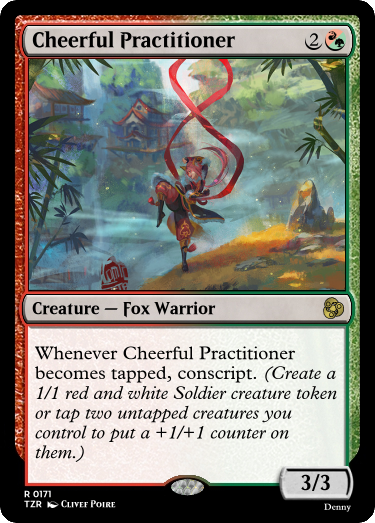 Cheerful Practitioner 2
Creature — Fox Warrior
Whenever Cheerful Practitioner
becomes tapped, conscript. (Create a
1/1 red and white Soldier creature token
or tap two untapped creatures you
control to put a +1/+1 counter on
them.)
3/3
R 0171
TZR Clivef Poire
Denny